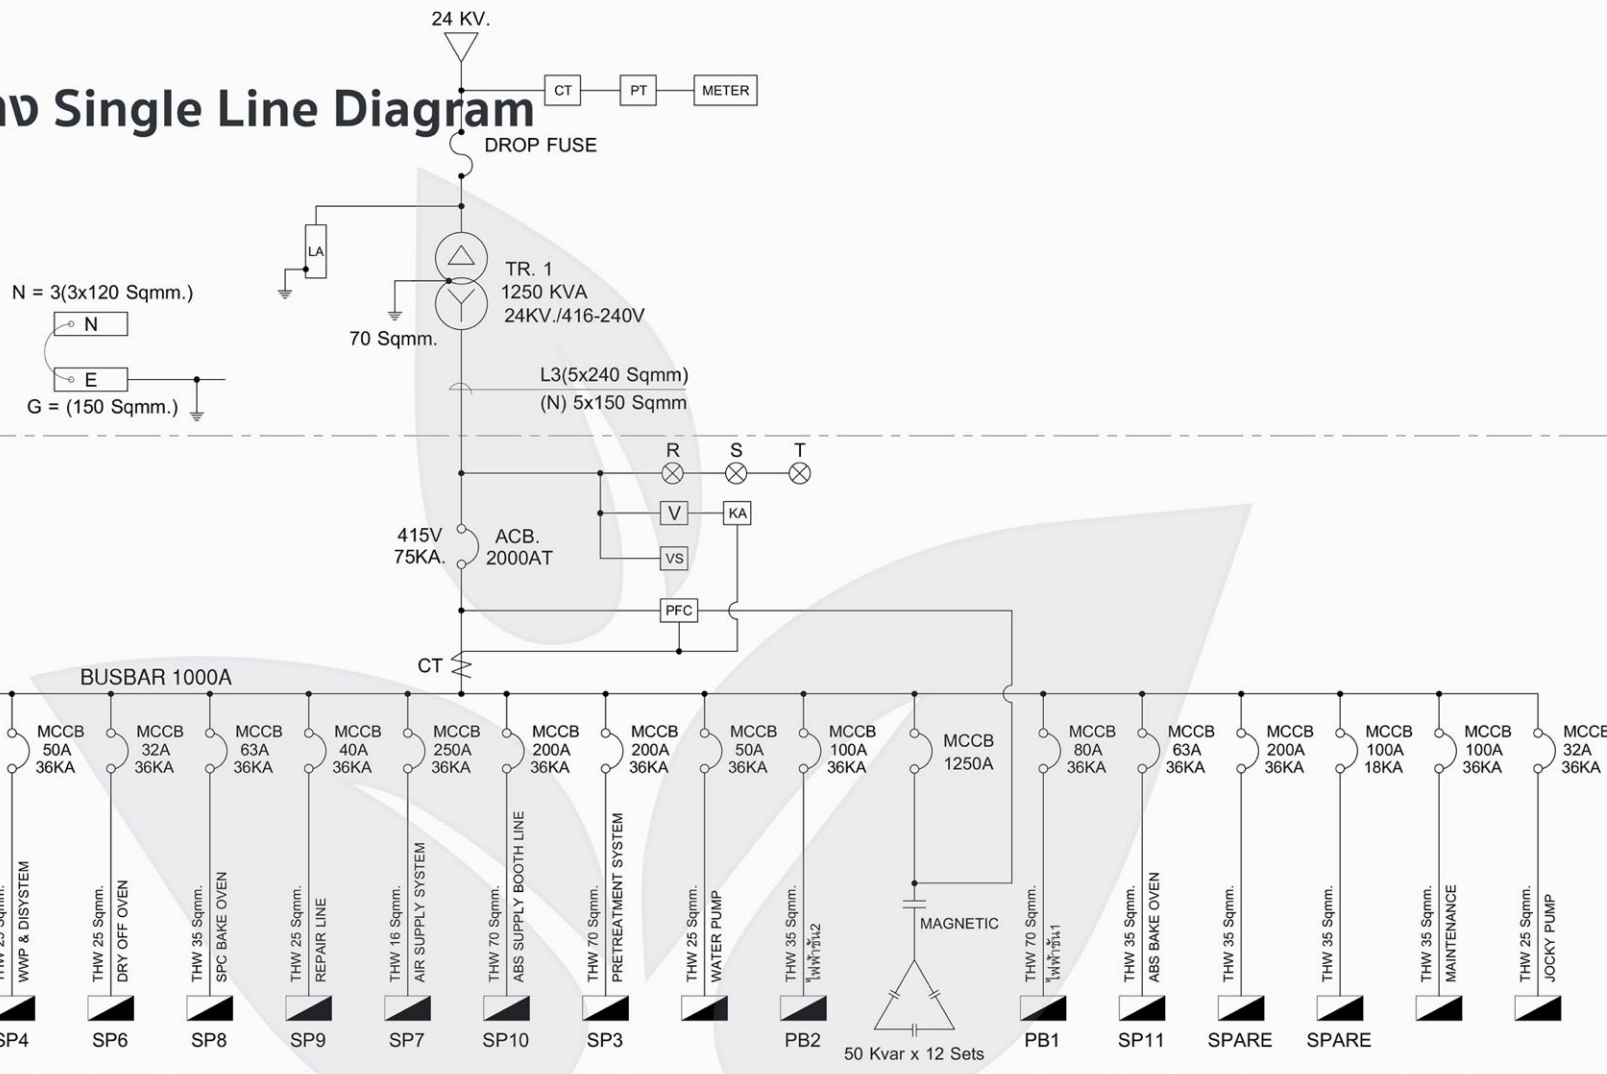 24 KV.
CT PT METER
Single Line Diagram
DROP FUSE
LA
TR. 1
1250 KVA
24KV./416-240V
70 Sqmm.
N = 3(3x120 Sqmm.)
N
E
G = (150 Sqmm.)
L3(5x240 Sqmm)
(N) 5x150 Sqmm
R S T
V KA
VS
415V
75KA.
ACB.
2000AT
PFC
CT
BUSBAR 1000A
MCCB
50A
36KA
MCCB
32A
36KA
MCCB
63A
36KA
MCCB
40A
36KA
MCCB
250A
36KA
MCCB
200A
36KA
MCCB
200A
36KA
MCCB
50A
36KA
MCCB
100A
36KA
MCCB
1250A
MCCB
80A
36KA
MCCB
63A
36KA
MCCB
200A
36KA
MCCB
100A
18KA
MCCB
100A
36KA
MCCB
32A
36KA
THW 25 Sqmm.
WWP & DISYSTEM
THW 25 Sqmm.
DRY OFF OVEN
THW 35 Sqmm.
SPC BAKE OVEN
THW 25 Sqmm.
REPAIR LINE
THW 16 Sqmm.
AIR SUPPLY SYSTEM
THW 70 Sqmm.
ABS SUPPLY BOOTH LINE
THW 70 Sqmm.
PRETREATMENT SYSTEM
THW 25 Sqmm.
WATER PUMP
THW 35 Sqmm.
ไฟฟ้าชั้น2
MAGNETIC
THW 70 Sqmm.
ไฟฟ้าชั้น1
THW 35 Sqmm.
ABS BAKE OVEN
THW 35 Sqmm.
THW 35 Sqmm.
THW 35 Sqmm.
MAINTENANCE
THW 25 Sqmm.
JOCKY PUMP
SP4
SP6
SP8
SP9
SP7
SP10
SP3
PB2
50 Kvar x 12 Sets
PB1
SP11
SPARE
SPARE